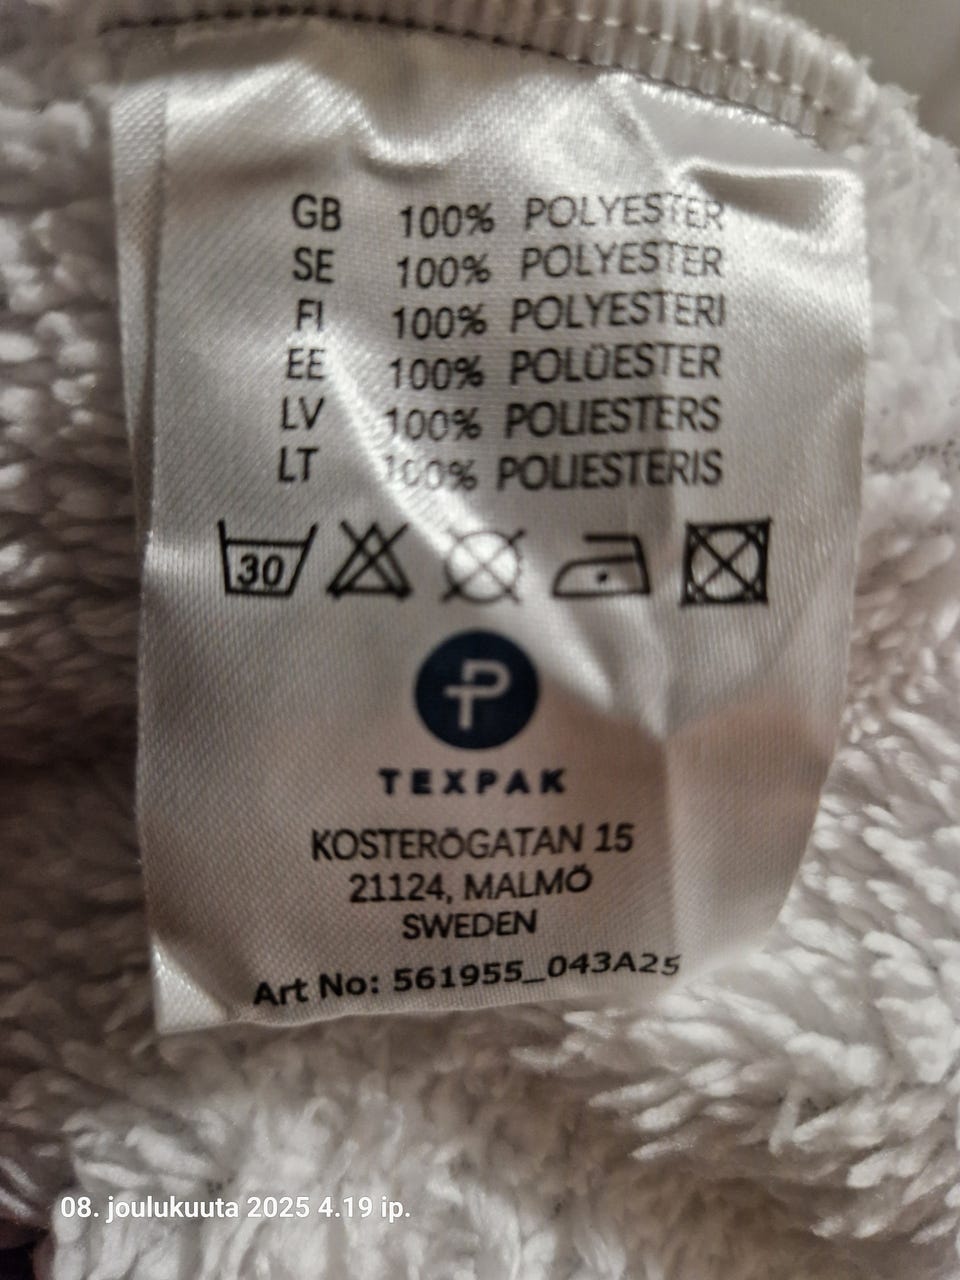 GB 100% POLYESTER
SE 100% POLYESTER
FI 100% POLYESTERI
EE 100% POLÜESTER
LV 100% POLIESTERS
LT 100% POLIESTERIS
30
TEXPAK
KOSTERÖGATAN 15
21124, MALMÖ
SWEDEN
Art No: 561955_043A25
08. joulukuuta 2025 4.19 ip.